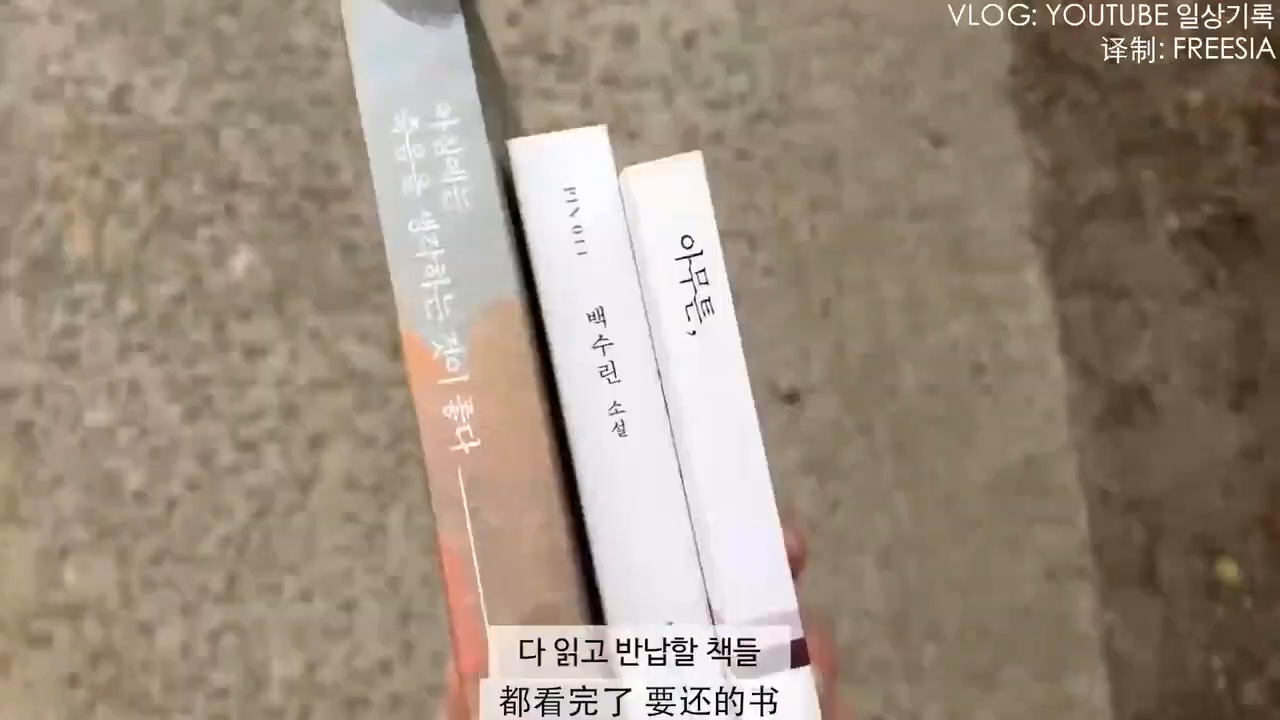 VLOG: YOUTUBE 일상기록
译制: FREESIA
아침에는
죽음을 생각하는 것이 좋다
백수린 소설
아무튼,
다 읽고 반납할 책들
都看完了 要还的书